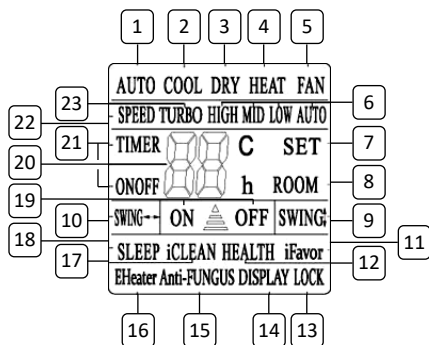 1 2 3 4 5
AUTO COOL DRY HEAT FAN
23 6
22 SPEED TURBO HIGH MID LOW AUTO
21 TIMER 88 C SET 7
20
ONOFF h ROOM 8
19
10 SWING ON OFF SWING 9
18 11
SLEEP iCLEAN HEALTH iFavor
17 12
EHeater Anti-FUNGUS DISPLAY LOCK
16 15 14 13